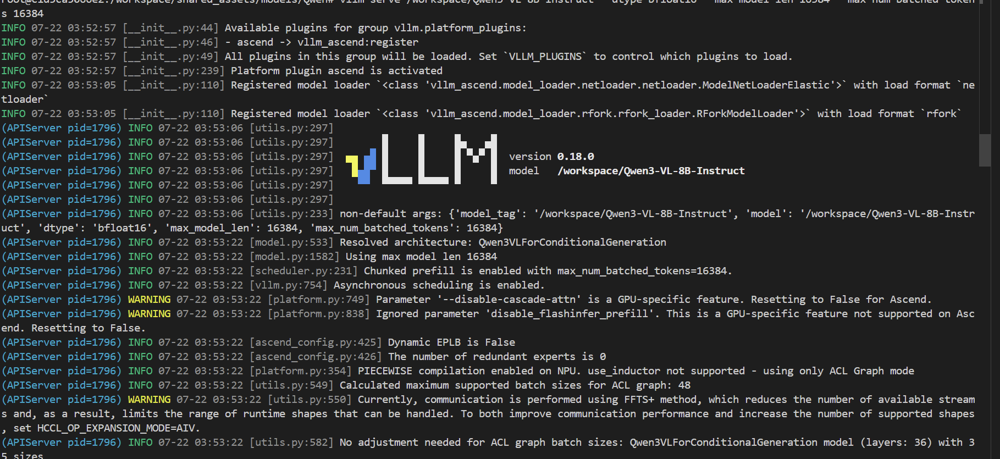 root@c1d5ca5066e2:/workspace/shared_assets/models/Qwen# vllm serve /workspace/Qwen3-VL-8B-Instruct --dtype bfloat16 --max-model-len 16384 --max-num-batched-token
s 16384
INFO 07-22 03:52:57 [__init__.py:44] Available plugins for group vllm.platform_plugins:
INFO 07-22 03:52:57 [__init__.py:46] - ascend -> vllm_ascend:register
INFO 07-22 03:52:57 [__init__.py:49] All plugins in this group will be loaded. Set `VLLM_PLUGINS` to control which plugins to load.
INFO 07-22 03:52:57 [__init__.py:239] Platform plugin ascend is activated
INFO 07-22 03:53:05 [__init__.py:110] Registered model loader `<class 'vllm_ascend.model_loader.netloader.netloader.ModelNetLoaderElastic'>` with load format `ne
tloader`
INFO 07-22 03:53:05 [__init__.py:110] Registered model loader `<class 'vllm_ascend.model_loader.rfork.rfork_loader.RForkModelLoader'>` with load format `rfork`
(APIServer pid=1796) INFO 07-22 03:53:06 [utils.py:297]
(APIServer pid=1796) INFO 07-22 03:53:06 [utils.py:297]
(APIServer pid=1796) INFO 07-22 03:53:06 [utils.py:297] vLLM version 0.18.0
(APIServer pid=1796) INFO 07-22 03:53:06 [utils.py:297] model /workspace/Qwen3-VL-8B-Instruct
(APIServer pid=1796) INFO 07-22 03:53:06 [utils.py:297]
(APIServer pid=1796) INFO 07-22 03:53:06 [utils.py:297]
(APIServer pid=1796) INFO 07-22 03:53:06 [utils.py:233] non-default args: {'model_tag': '/workspace/Qwen3-VL-8B-Instruct', 'model': '/workspace/Qwen3-VL-8B-Instr
uct', 'dtype': 'bfloat16', 'max_model_len': 16384, 'max_num_batched_tokens': 16384}
(APIServer pid=1796) INFO 07-22 03:53:22 [model.py:533] Resolved architecture: Qwen3VLForConditionalGeneration
(APIServer pid=1796) INFO 07-22 03:53:22 [model.py:1582] Using max model len 16384
(APIServer pid=1796) INFO 07-22 03:53:22 [scheduler.py:231] Chunked prefill is enabled with max_num_batched_tokens=16384.
(APIServer pid=1796) INFO 07-22 03:53:22 [vllm.py:754] Asynchronous scheduling is enabled.
(APIServer pid=1796) WARNING 07-22 03:53:22 [platform.py:749] Parameter '--disable-cascade-attn' is a GPU-specific feature. Resetting to False for Ascend.
(APIServer pid=1796) WARNING 07-22 03:53:22 [platform.py:838] Ignored parameter 'disable_flashinfer_prefill'. This is a GPU-specific feature not supported on Asc
end. Resetting to False.
(APIServer pid=1796) INFO 07-22 03:53:22 [ascend_config.py:425] Dynamic EPLB is False
(APIServer pid=1796) INFO 07-22 03:53:22 [ascend_config.py:426] The number of redundant experts is 0
(APIServer pid=1796) INFO 07-22 03:53:22 [platform.py:354] PIECEWISE compilation enabled on NPU. use_inductor not supported - using only ACL Graph mode
(APIServer pid=1796) INFO 07-22 03:53:22 [utils.py:549] Calculated maximum supported batch sizes for ACL graph: 48
(APIServer pid=1796) WARNING 07-22 03:53:22 [utils.py:550] Currently, communication is performed using FFTS+ method, which reduces the number of available stream
s and, as a result, limits the range of runtime shapes that can be handled. To both improve communication performance and increase the number of supported shapes
, set HCCL_OP_EXPANSION_MODE=AIV.
(APIServer pid=1796) INFO 07-22 03:53:22 [utils.py:582] No adjustment needed for ACL graph batch sizes: Qwen3VLForConditionalGeneration model (layers: 36) with 3
5 sizes